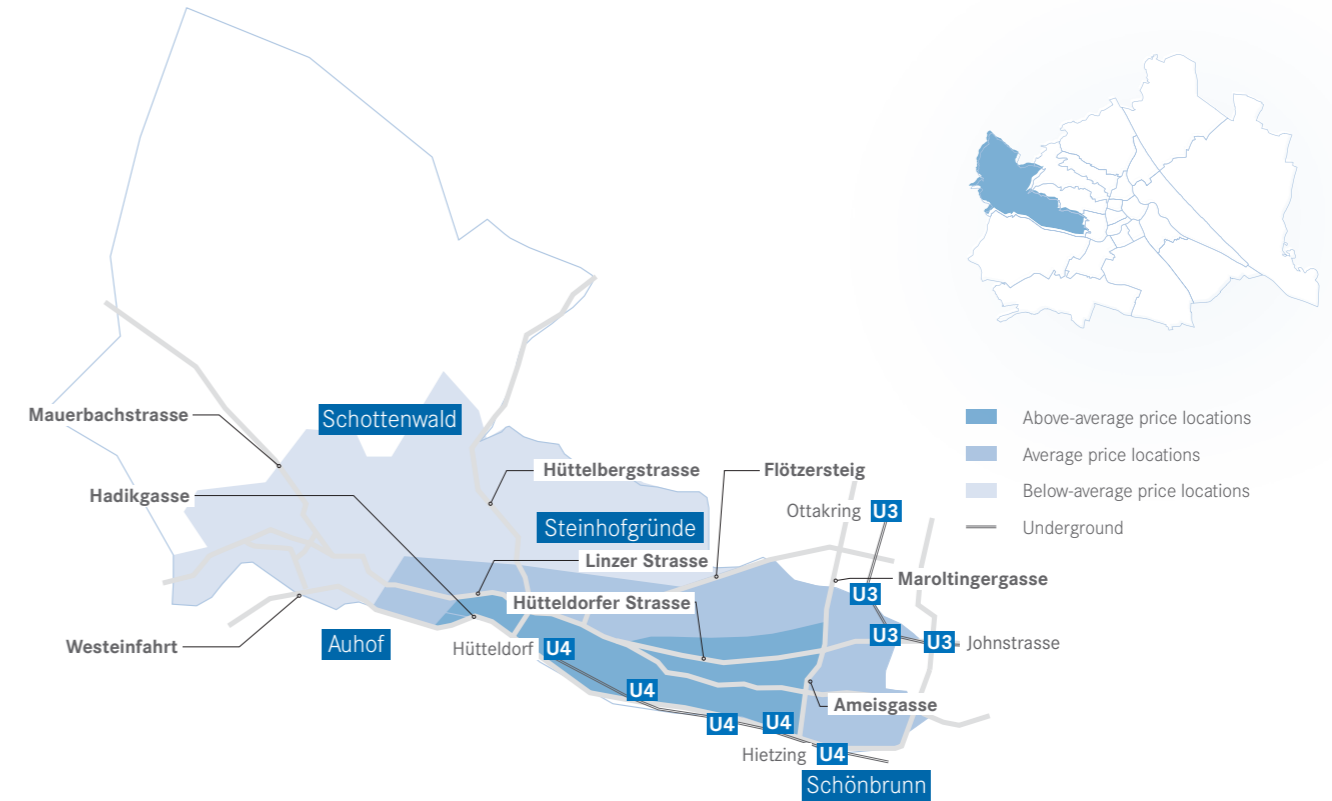 Mauerbachstrasse
Schottenwald
Above-average price locations
Average price locations
Below-average price locations
Underground
Hadikgasse
Hüttelbergstrasse
Flötzersteig
Ottakring U3
Steinhofgründe
Linzer Strasse
Maroltingergasse
U3
Hütteldorfer Strasse
Westeinfahrt
Auhof
Hütteldorf U4
U3
U3 Johnstrasse
U4
Ameisgasse
U4
U4
Hietzing U4
Schönbrunn